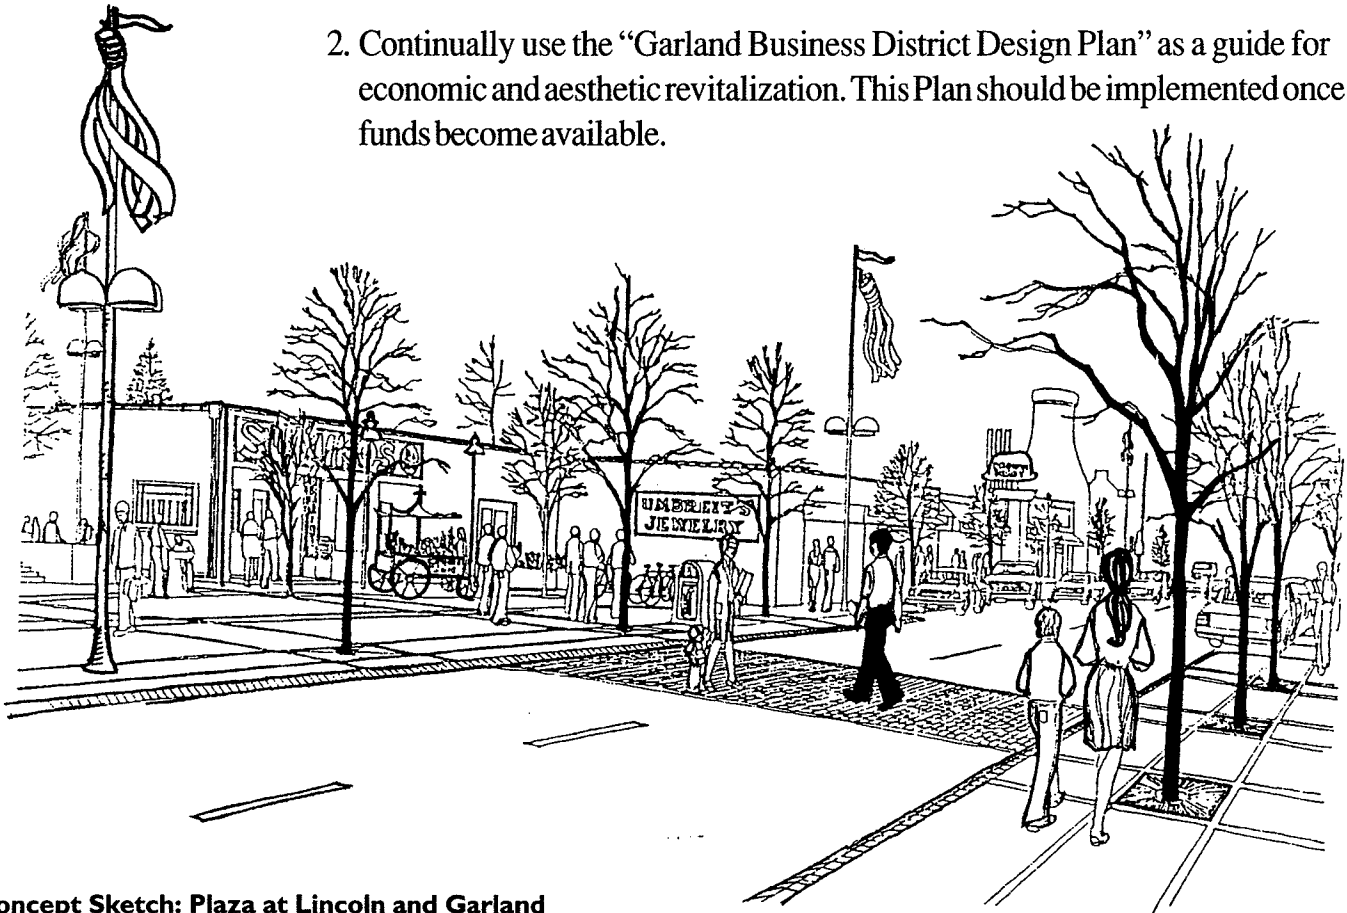 2. Continually use the “Garland Business District Design Plan” as a guide for
economic and aesthetic revitalization. This Plan should be implemented once
funds become available.
UMBREIT'S
JEWELRY
oncept Sketch: Plaza at Lincoln and Garland